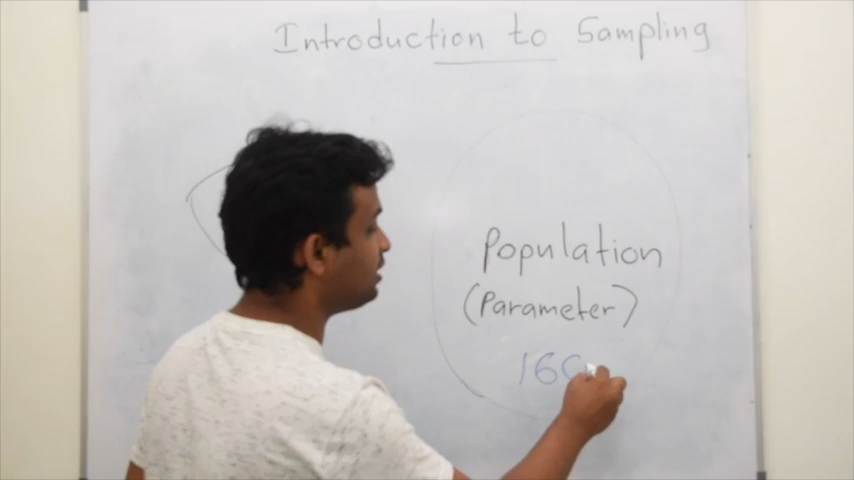 Introduction to Sampling
Population
(Parameter)